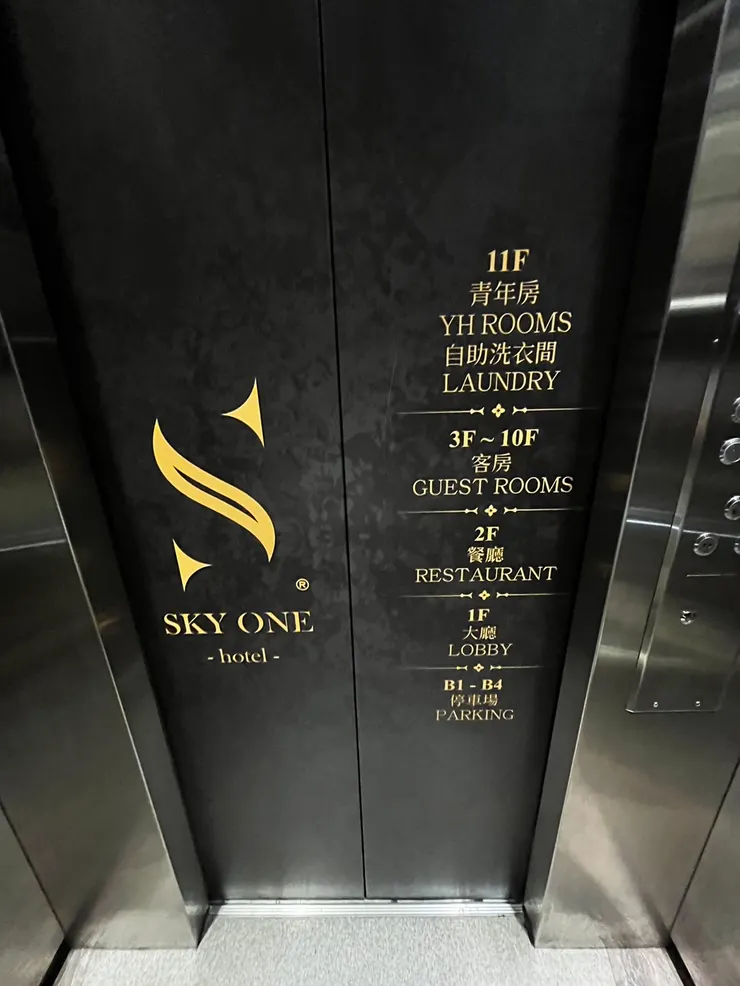 SKY ONE
- hotel -
®
11F
青年房
YH ROOMS
自助洗衣間
LAUNDRY
3F ~ 10F
客房
GUEST ROOMS
2F
餐廳
RESTAURANT
1F
大廳
LOBBY
B1 - B4
停車場
PARKING